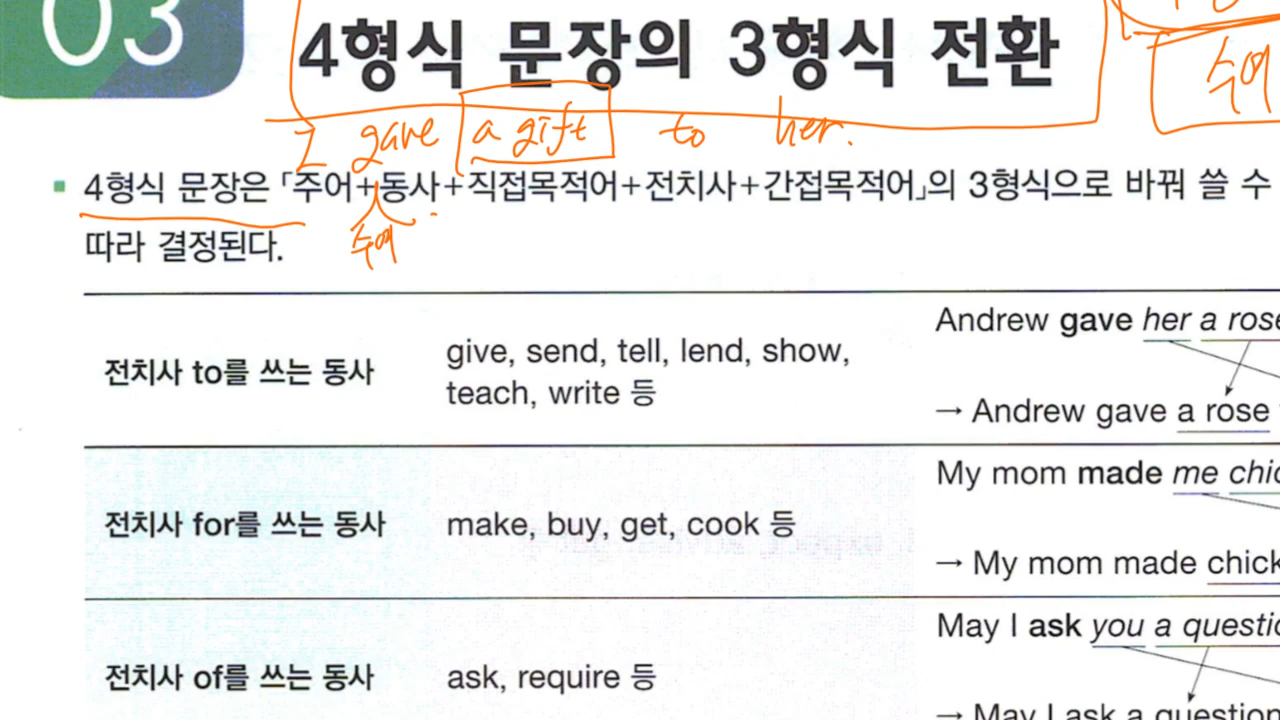 03
4형식 문장의 3형식 전환
수여
I gave a gift to her.
4형식 문장은 「주어+동사+직접목적어+전치사+간접목적어」의 3형식으로 바꿔 쓸 수
수여
따라 결정된다.
전치사 to를 쓰는 동사
give, send, tell, lend, show,
teach, write 등
Andrew gave her a rose
→ Andrew gave a rose
전치사 for를 쓰는 동사
make, buy, get, cook 등
My mom made me chic
→ My mom made chick
전치사 of를 쓰는 동사
ask, require 등
May I ask you a questio
→ May I ask a question